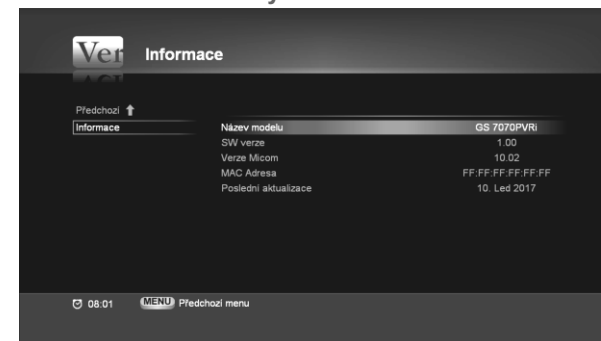 Ver Informace
Předchozí
Informace
Název modelu GS 7070PVRi
SW verze 1.00
Verze Micom 10.02
MAC Adresa FF:FF:FF:FF:FF:FF
Poslední aktualizace 10. Led 2017
08:01 MENU Předchozí menu